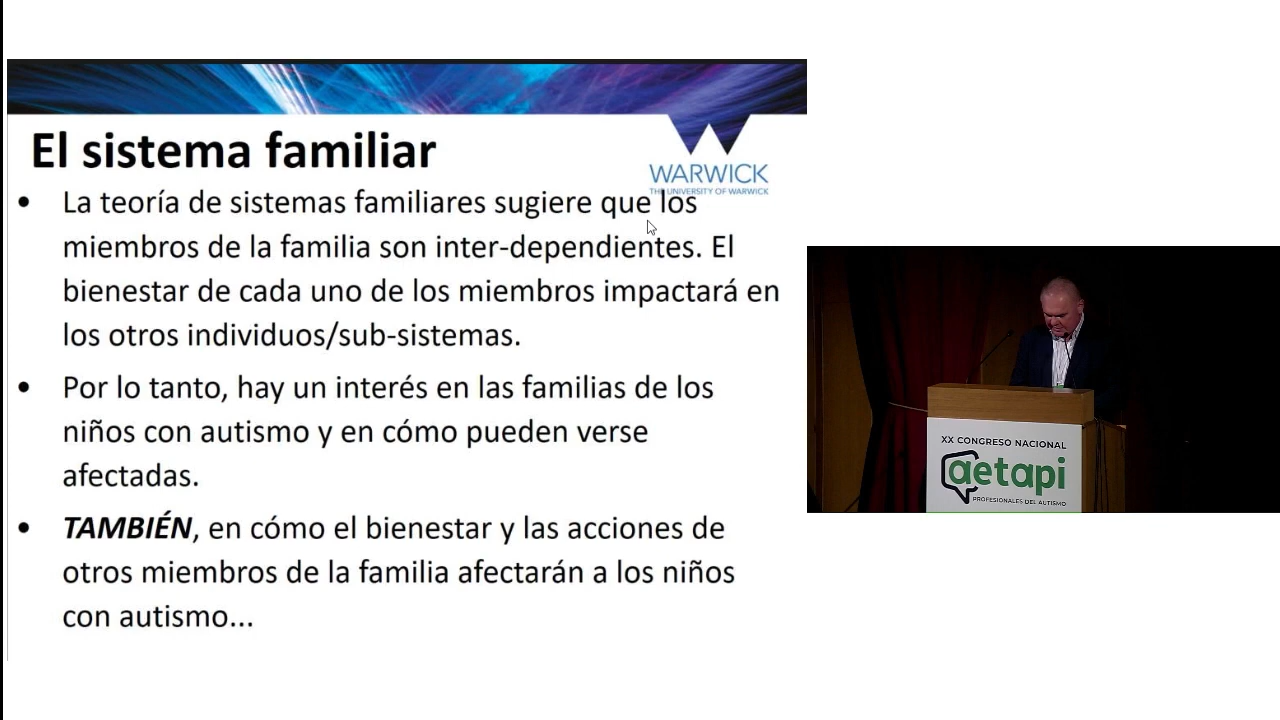 El sistema familiar
WARWICK
THE UNIVERSITY OF WARWICK
• La teoría de sistemas familiares sugiere que los
miembros de la familia son inter-dependientes. El
bienestar de cada uno de los miembros impactará en
los otros individuos/sub-sistemas.
• Por lo tanto, hay un interés en las familias de los
niños con autismo y en cómo pueden verse
afectadas.
• TAMBIÉN, en cómo el bienestar y las acciones de
otros miembros de la familia afectarán a los niños
con autismo...
XX CONGRESO NACIONAL
aetapi
PROFESIONALES DEL AUTISMO